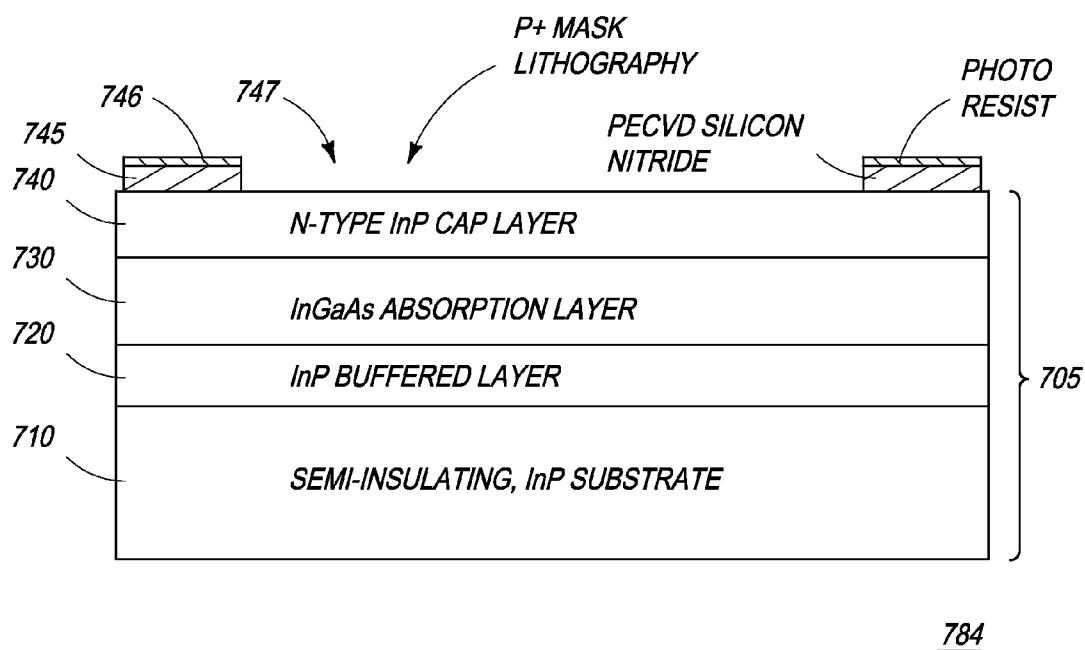 P+ MASK
LITHOGRAPHY
PHOTO
RESIST
746
747
745
PECVD SILICON
NITRIDE
740
N-TYPE InP CAP LAYER
730
InGaAs ABSORPTION LAYER
720
InP BUFFERED LAYER
705
710
SEMI-INSULATING, InP SUBSTRATE
784